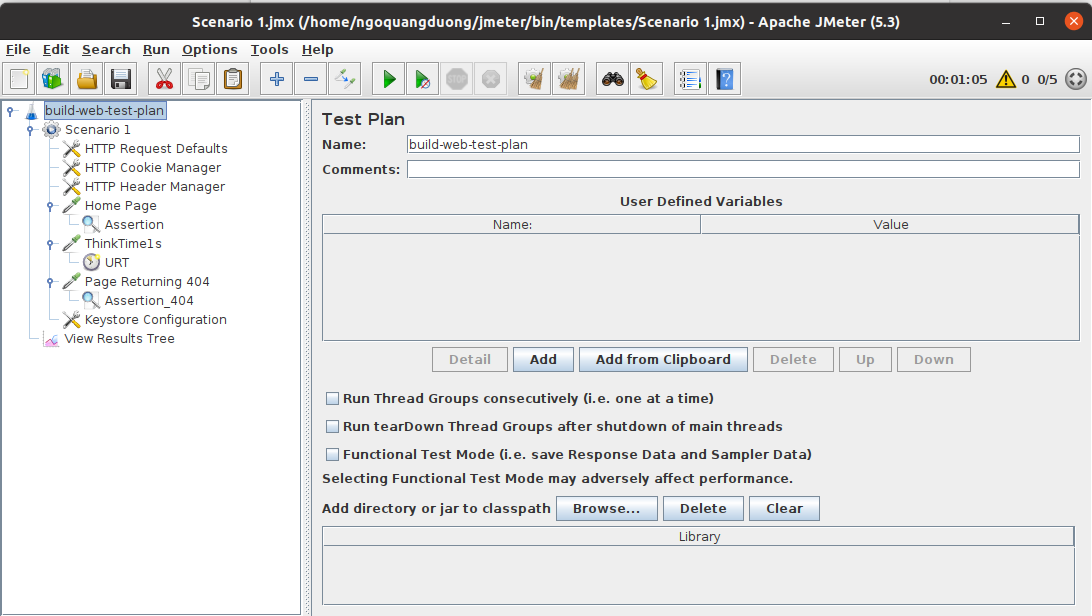 Scenario 1.jmx (/home/ngoquangduong/jmeter/bin/templates/Scenario 1.jmx) - Apache JMeter (5.3)
File Edit Search Run Options Tools Help
STOP
00:01:05 0 0/5
build-web-test-plan
Scenario 1
HTTP Request Defaults
HTTP Cookie Manager
HTTP Header Manager
Home Page
Assertion
ThinkTime1s
URT
Page Returning 404
Assertion_404
Keystore Configuration
View Results Tree
Test Plan
Name: build-web-test-plan
Comments:
User Defined Variables
Name: Value
Detail Add Add from Clipboard Delete Up Down
Run Thread Groups consecutively (i.e. one at a time)
Run tearDown Thread Groups after shutdown of main threads
Functional Test Mode (i.e. save Response Data and Sampler Data)
Selecting Functional Test Mode may adversely affect performance.
Add directory or jar to classpath Browse... Delete Clear
Library